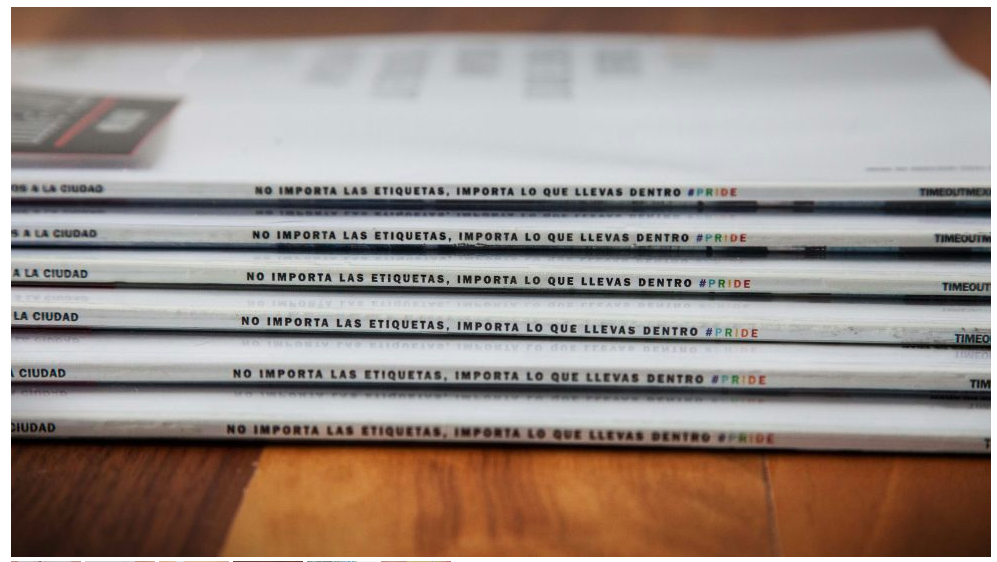 OS A LA CIUDAD NO IMPORTA LAS ETIQUETAS, IMPORTA LO QUE LLEVAS DENTRO #PRIDE TIMEOUTMEXI
S A LA CIUDAD NO IMPORTA LAS ETIQUETAS, IMPORTA LO QUE LLEVAS DENTRO #PRIDE TIMEOUTM
A LA CIUDAD NO IMPORTA LAS ETIQUETAS, IMPORTA LO QUE LLEVAS DENTRO #PRIDE TIMEOUT
LA CIUDAD NO IMPORTA LAS ETIQUETAS, IMPORTA LO QUE LLEVAS DENTRO #PRIDE TIMEO
CIUDAD NO IMPORTA LAS ETIQUETAS, IMPORTA LO QUE LLEVAS DENTRO #PRIDE TIM
CIUDAD NO IMPORTA LAS ETIQUETAS, IMPORTA LO QUE LLEVAS DENTRO #PRIDE T